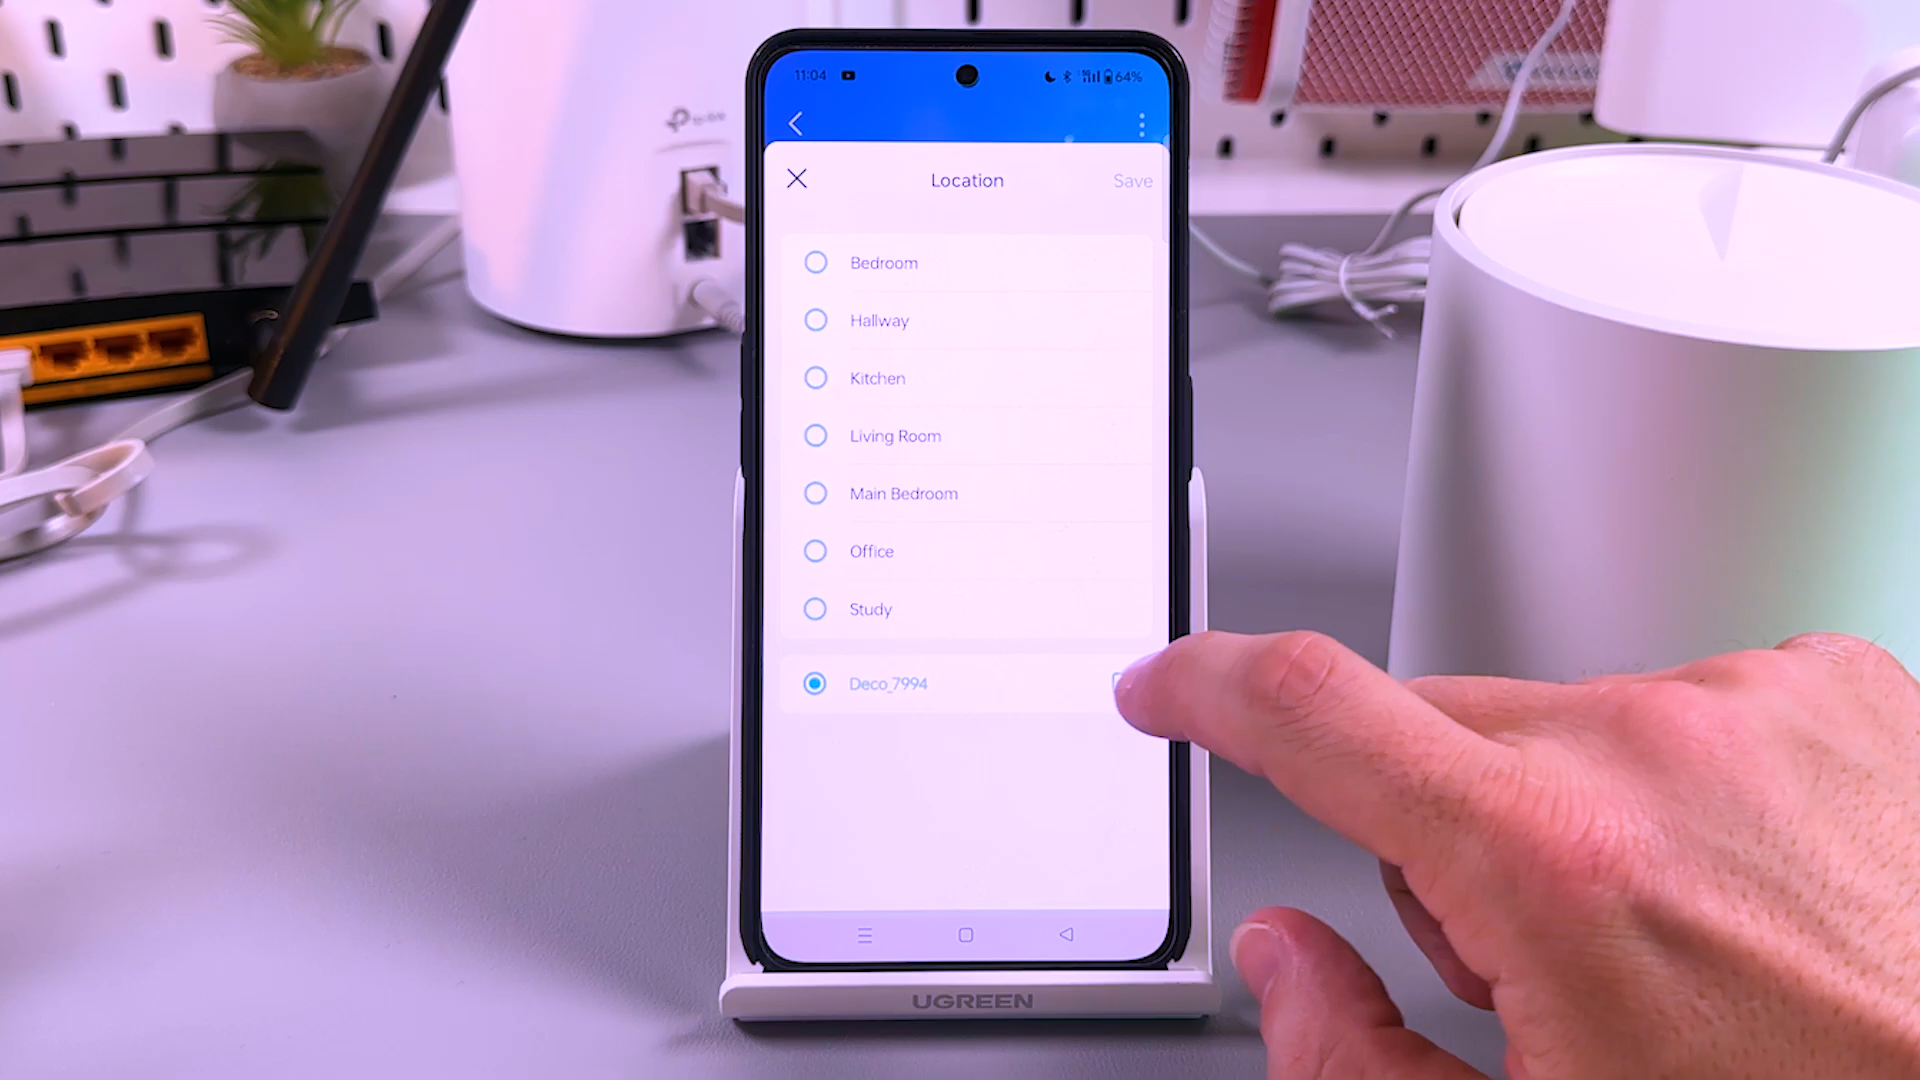 11:04
64%
Location
Save
Bedroom
Hallway
Kitchen
Living Room
Main Bedroom
Office
Study
Deco_7994
UGREEN